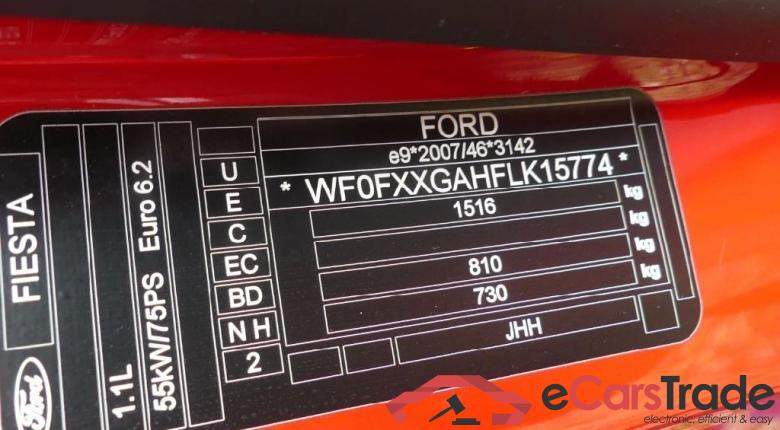 FORD
e9*2007/46*3142
* WF0FXXGAHFLK15774 *
1516 kg
kg
810 kg
730 kg
JHH
U
E
C
EC
BD
N H
2
Euro 6.2
55kW/75PS
1.1L
FIESTA
Ford
eCarsTrade
electronic, efficient & easy